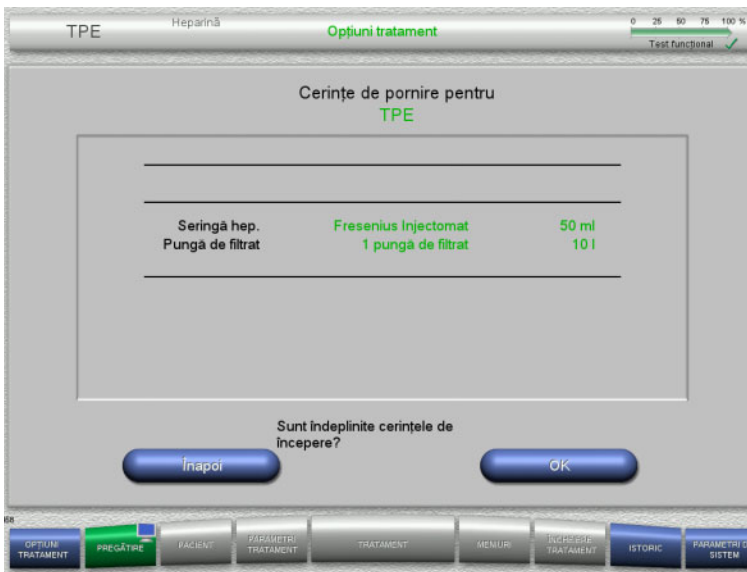 TPE
Heparină
Opțiuni tratament
0 25 50 75 100 %
Test funcțional
Cerințe de pornire pentru
TPE
Seringă hep. Fresenius Injectomat 50 ml
Pungă de filtrat 1 pungă de filtrat 10 l
Sunt îndeplinite cerințele de
începere?
Înapoi
OK
OPȚIUNI
TRATAMENT
PREGĂTIRE
PACIENT
PARAMETRI
TRATAMENT
TRATAMENT
MENIURI
ÎNCHEIERE
TRATAMENT
ISTORIC
PARAMETRI D
SISTEM